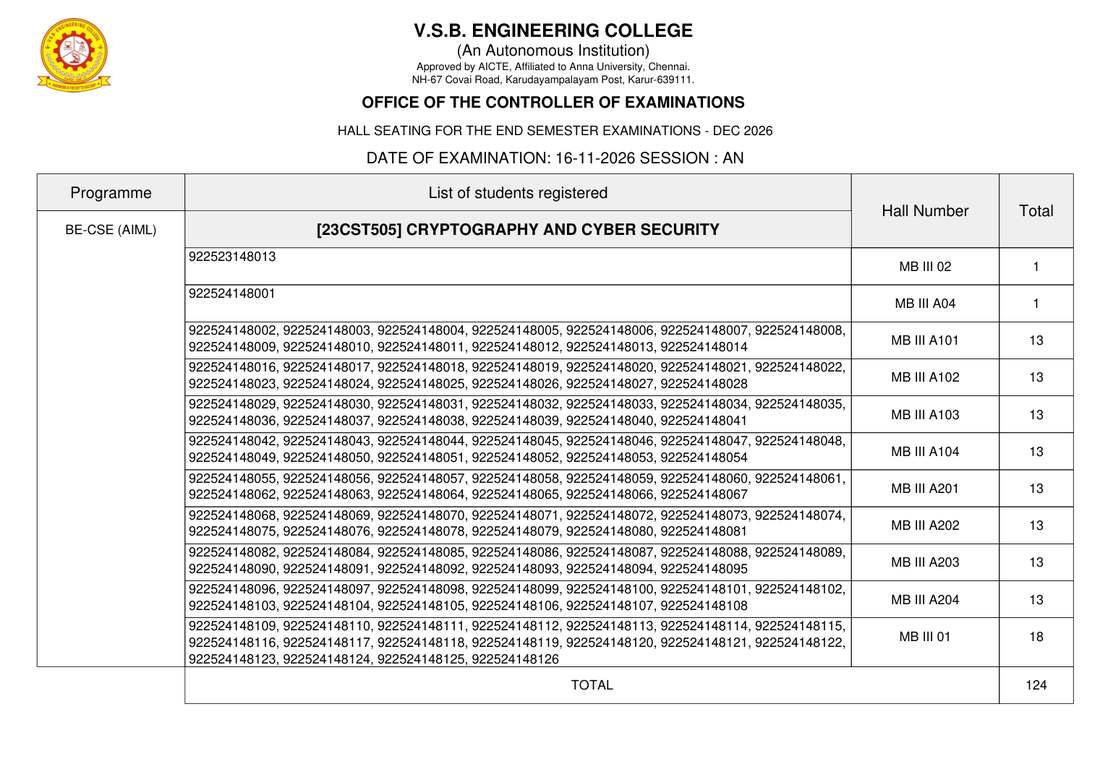 V.S.B. ENGINEERING COLLEGE
(An Autonomous Institution)
Approved by AICTE, Affiliated to Anna University, Chennai.
NH-67 Covai Road, Karudayampalayam Post, Karur-639111.
OFFICE OF THE CONTROLLER OF EXAMINATIONS
HALL SEATING FOR THE END SEMESTER EXAMINATIONS - DEC 2026
DATE OF EXAMINATION: 16-11-2026 SESSION : AN
Programme
List of students registered
Hall Number
Total
BE-CSE (AIML)
[23CST505] CRYPTOGRAPHY AND CYBER SECURITY
922523148013
MB III 02
1
922524148001
MB III A04
1
922524148002, 922524148003, 922524148004, 922524148005, 922524148006, 922524148007, 922524148008,
922524148009, 922524148010, 922524148011, 922524148012, 922524148013, 922524148014
MB III A101
13
922524148016, 922524148017, 922524148018, 922524148019, 922524148020, 922524148021, 922524148022,
922524148023, 922524148024, 922524148025, 922524148026, 922524148027, 922524148028
MB III A102
13
922524148029, 922524148030, 922524148031, 922524148032, 922524148033, 922524148034, 922524148035,
922524148036, 922524148037, 922524148038, 922524148039, 922524148040, 922524148041
MB III A103
13
922524148042, 922524148043, 922524148044, 922524148045, 922524148046, 922524148047, 922524148048,
922524148049, 922524148050, 922524148051, 922524148052, 922524148053, 922524148054
MB III A104
13
922524148055, 922524148056, 922524148057, 922524148058, 922524148059, 922524148060, 922524148061,
922524148062, 922524148063, 922524148064, 922524148065, 922524148066, 922524148067
MB III A201
13
922524148068, 922524148069, 922524148070, 922524148071, 922524148072, 922524148073, 922524148074,
922524148075, 922524148076, 922524148078, 922524148079, 922524148080, 922524148081
MB III A202
13
922524148082, 922524148084, 922524148085, 922524148086, 922524148087, 922524148088, 922524148089,
922524148090, 922524148091, 922524148092, 922524148093, 922524148094, 922524148095
MB III A203
13
922524148096, 922524148097, 922524148098, 922524148099, 922524148100, 922524148101, 922524148102,
922524148103, 922524148104, 922524148105, 922524148106, 922524148107, 922524148108
MB III A204
13
922524148109, 922524148110, 922524148111, 922524148112, 922524148113, 922524148114, 922524148115,
922524148116, 922524148117, 922524148118, 922524148119, 922524148120, 922524148121, 922524148122,
922524148123, 922524148124, 922524148125, 922524148126
MB III 01
18
TOTAL
124